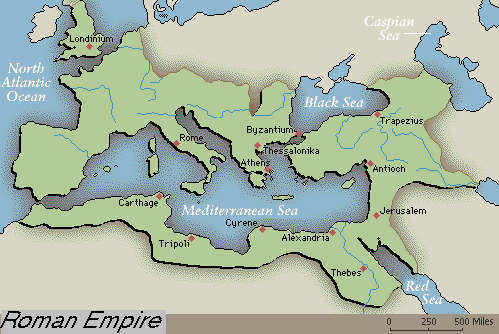 Caspian
Sea
Londinium
North
Atlantic
Ocean
Black Sea
Trapezius
Byzantium
Rome
Thessalonika
Athens
Antioch
Carthage
Mediterranean Sea
Jerusalem
Cyrene
Tripoli
Alexandria
Thebes
Red
Sea
Roman Empire
0 250 500 Miles